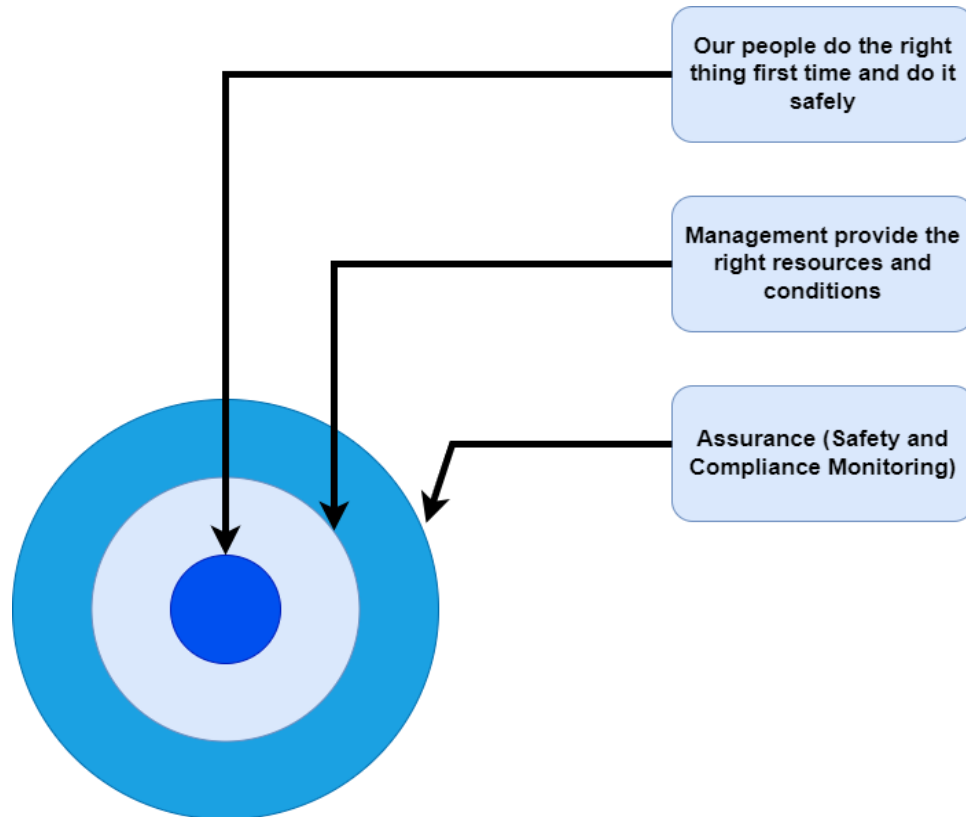 Our people do the right
thing first time and do it
safely
Management provide the
right resources and
conditions
Assurance (Safety and
Compliance Monitoring)